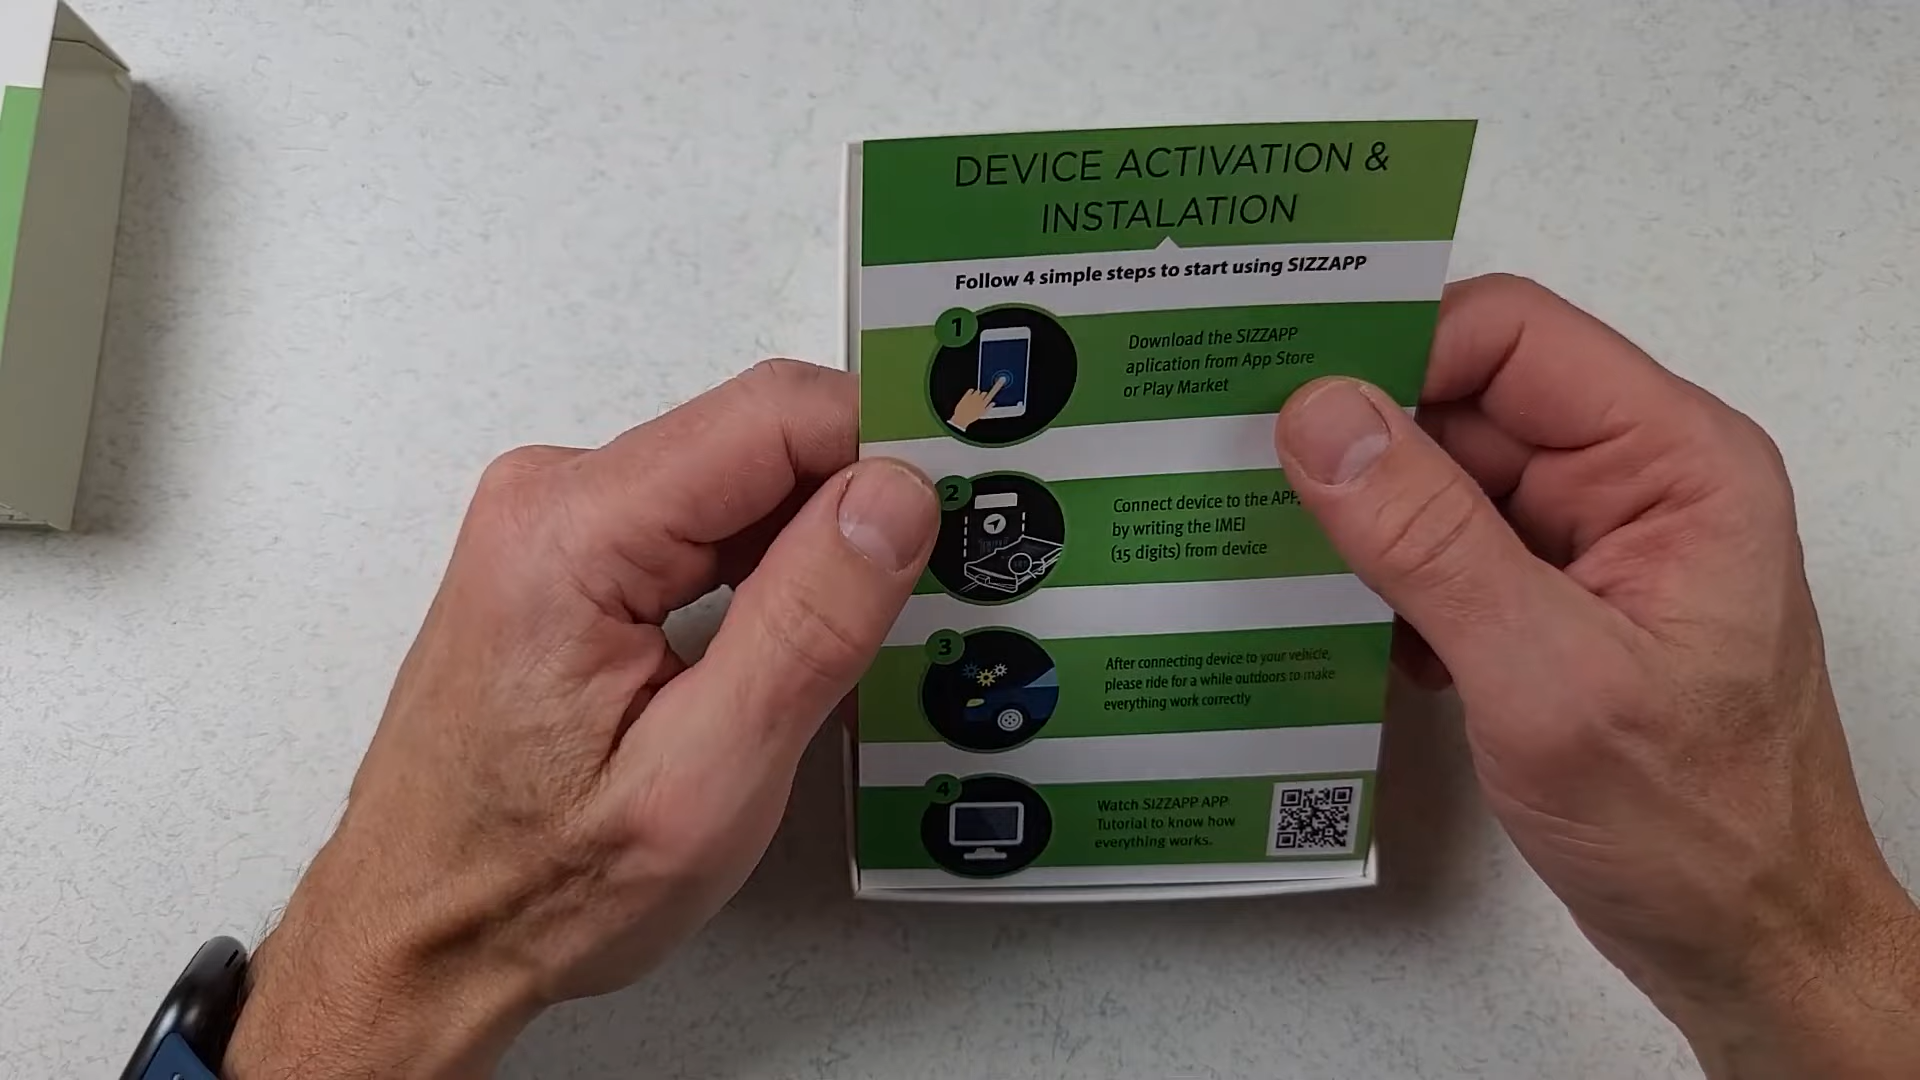 DEVICE ACTIVATION &
INSTALATION
Follow 4 simple steps to start using SIZZAPP
1
Download the SIZZAPP
aplication from App Store
or Play Market
2
Connect device to the APP,
by writing the IMEI
(15 digits) from device
3
After connecting device to your vehicle,
please ride for a while outdoors to make
everything work correctly
4
Watch SIZZAPP APP
Tutorial to know how
everything works.